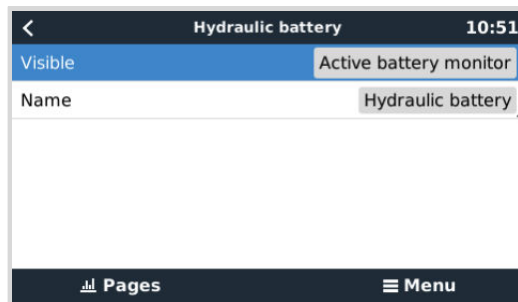 Hydraulic battery 10:51
Visible Active battery monitor
Name Hydraulic battery
Pages Menu